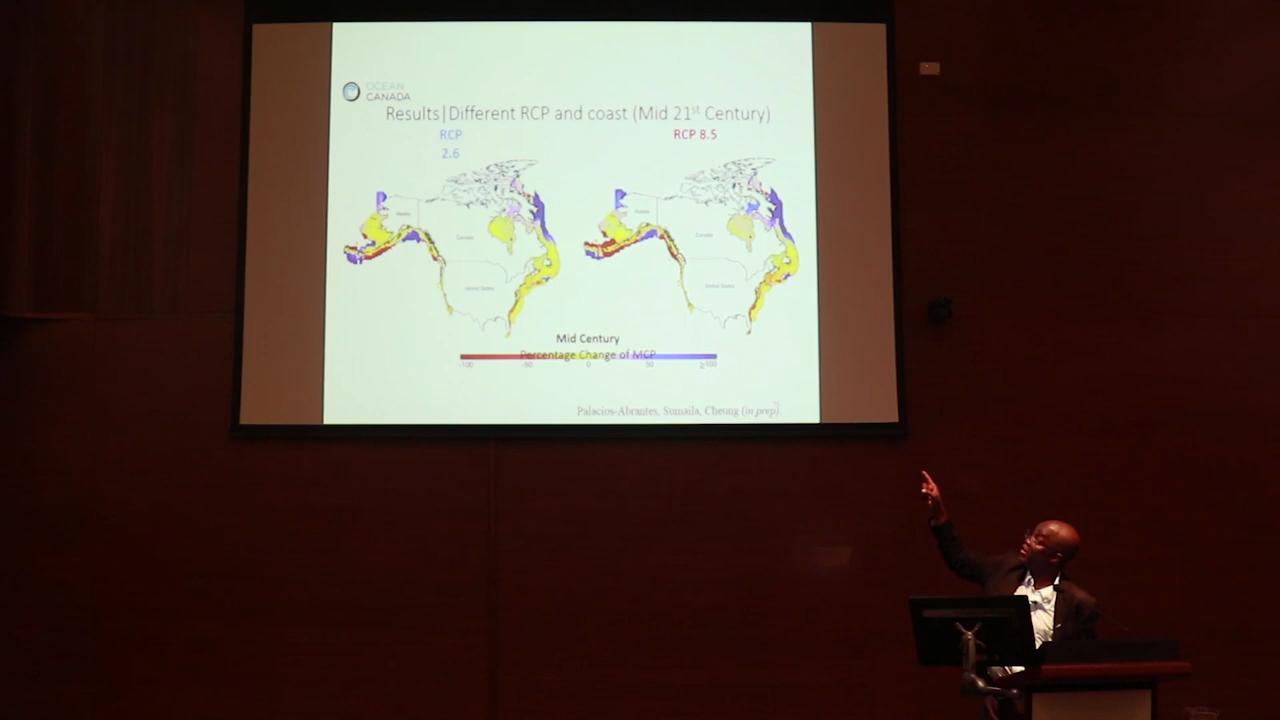 OCEAN
CANADA
Results|Different RCP and coast (Mid 21st Century)
RCP
2.6
RCP 8.5
Alaska
Canada
United States
Alaska
Canada
United States
Mid Century
Percentage Change of MCP
-100 -50 0 50 ≥100
Palacios-Abrantes, Sumaila, Cheung (in prep)